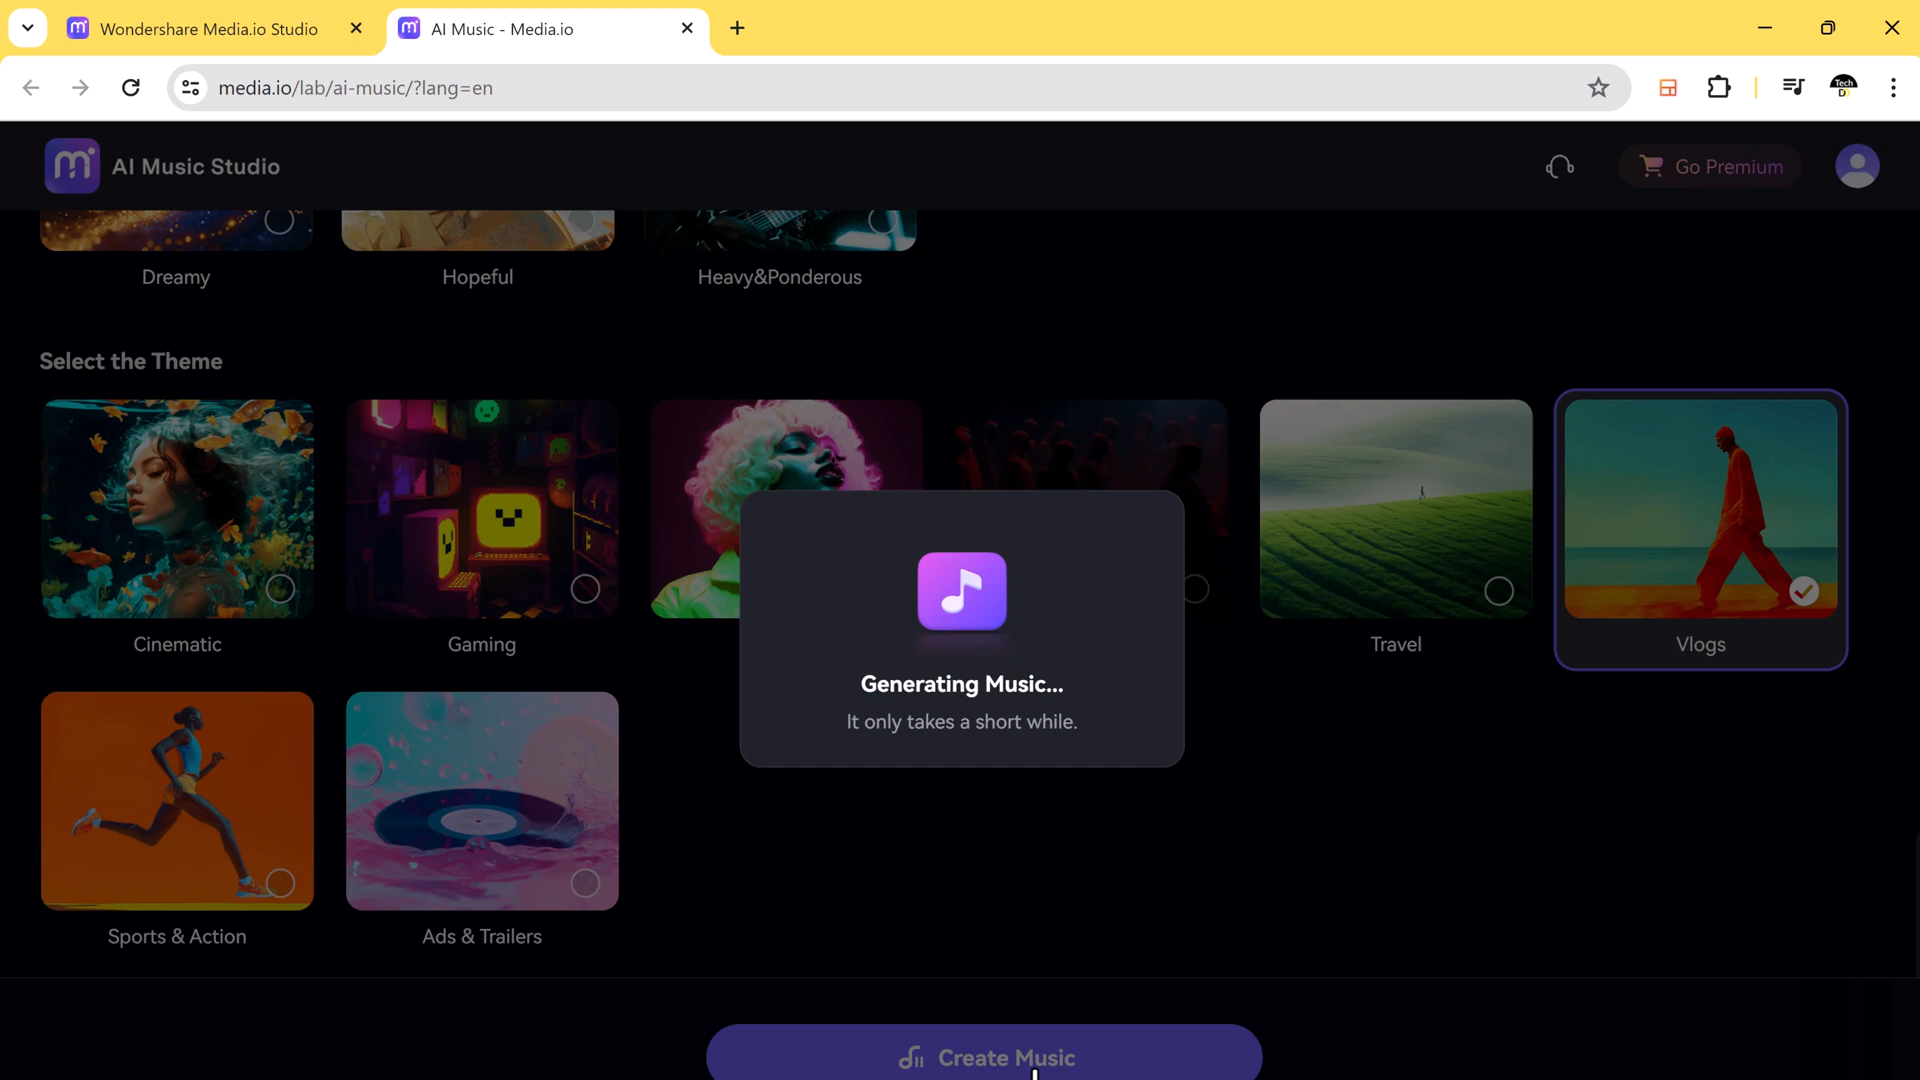 Wondershare Media.io Studio
AI Music - Media.io
media.io/lab/ai-music/?lang=en
Tech
D
AI Music Studio
Go Premium
Dreamy
Hopeful
Heavy&Ponderous
Select the Theme
Cinematic
Gaming
Travel
Vlogs
Generating Music...
It only takes a short while.
Sports & Action
Ads & Trailers
Create Music